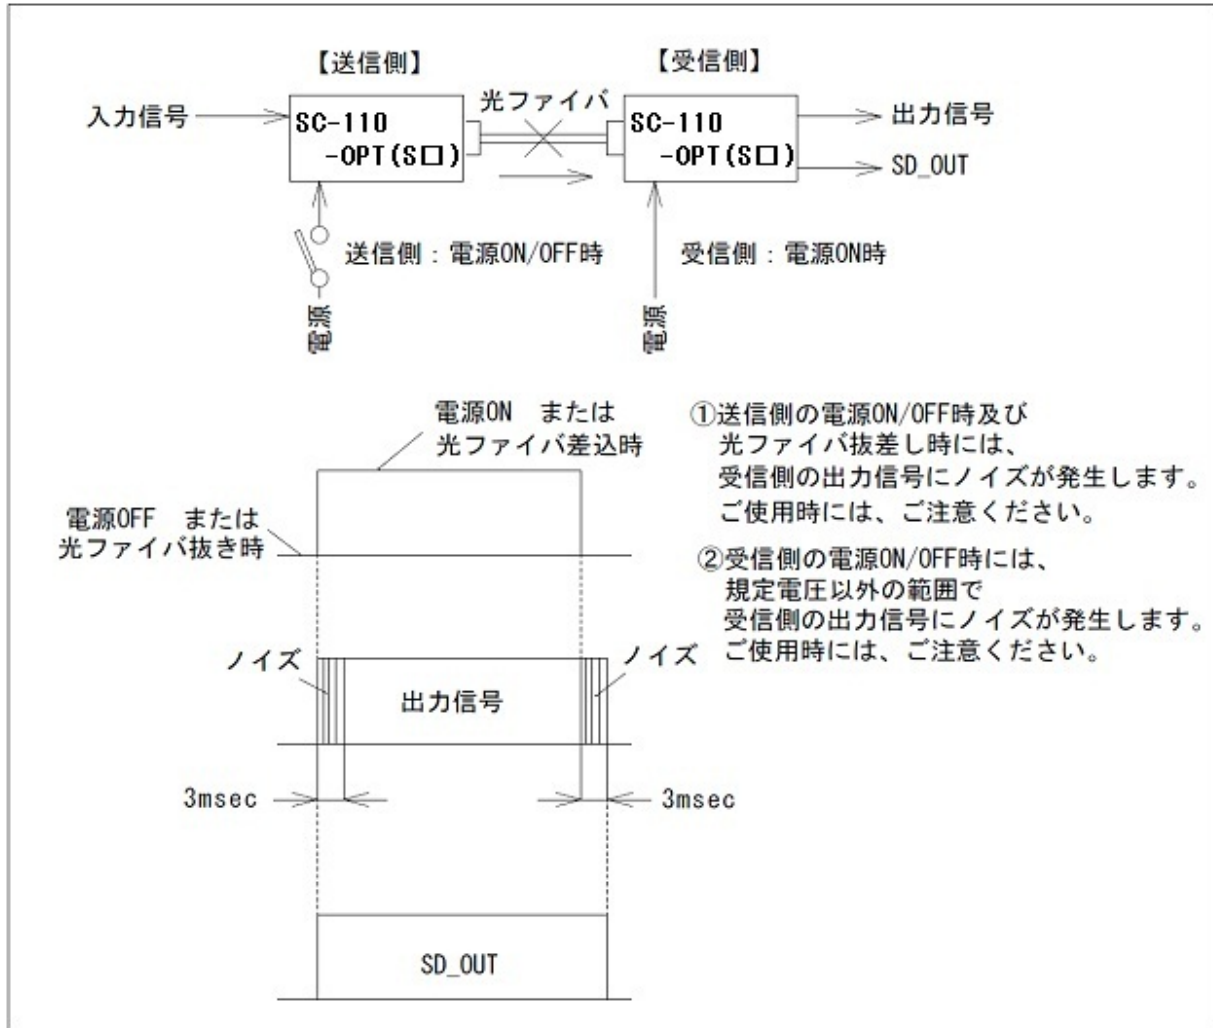 【送信側】
【受信側】
入力信号
SC-110
-OPT(S口)
光ファイバ
SC-110
-OPT(S口)
出力信号
SD_OUT
送信側：電源ON/OFF時
受信側：電源ON時
電源
電源
電源ON　または
光ファイバ差込時
電源OFF　または
光ファイバ抜き時
①送信側の電源ON/OFF時及び
光ファイバ抜差し時には、
受信側の出力信号にノイズが発生します。
ご使用時には、ご注意ください。
②受信側の電源ON/OFF時には、
規定電圧以外の範囲で
受信側の出力信号にノイズが発生します。
ご使用時には、ご注意ください。
ノイズ
出力信号
ノイズ
3msec
3msec
SD_OUT